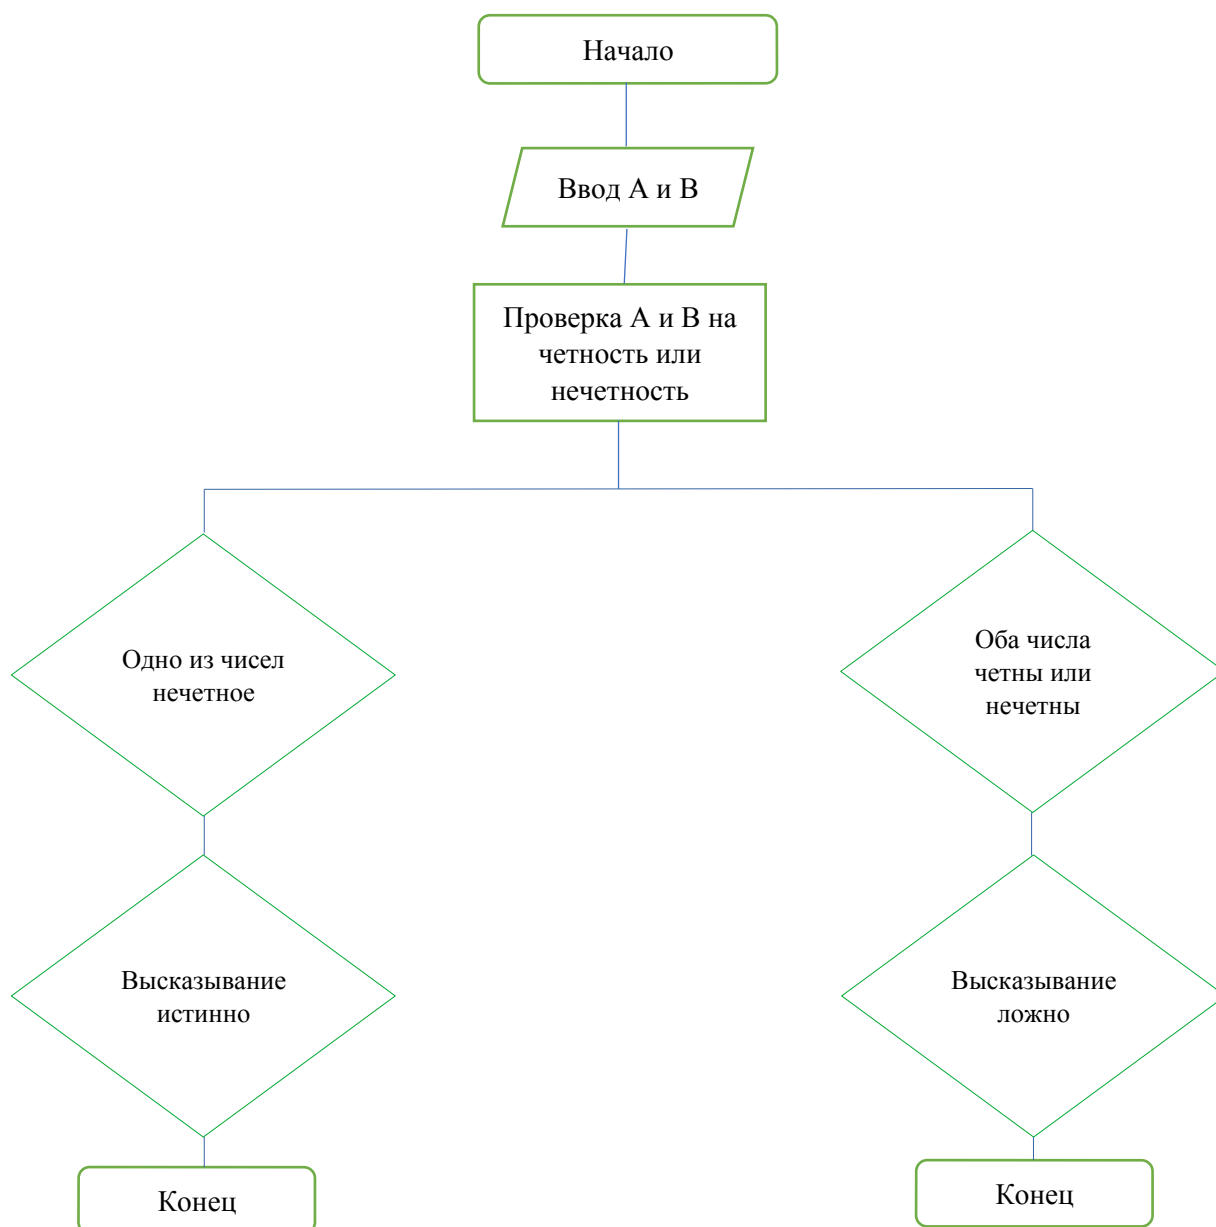 Начало
Ввод А и В
Проверка А и В на
четность или
нечетность
Одно из чисел
нечетное
Оба числа
четны или
нечетны
Высказывание
истинно
Высказывание
ложно
Конец
Конец